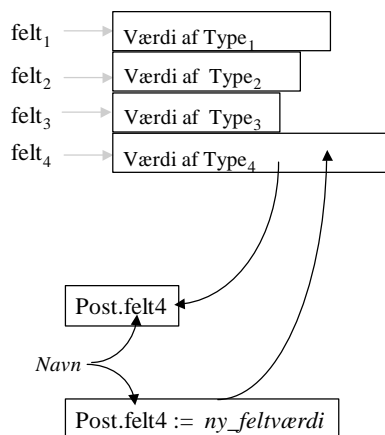 felt1 Værdi af Type1
felt2 Værdi af Type2
felt3 Værdi af Type3
felt4 Værdi af Type4
Post.felt4
Navn
Post.felt4 := ny_feltværdi